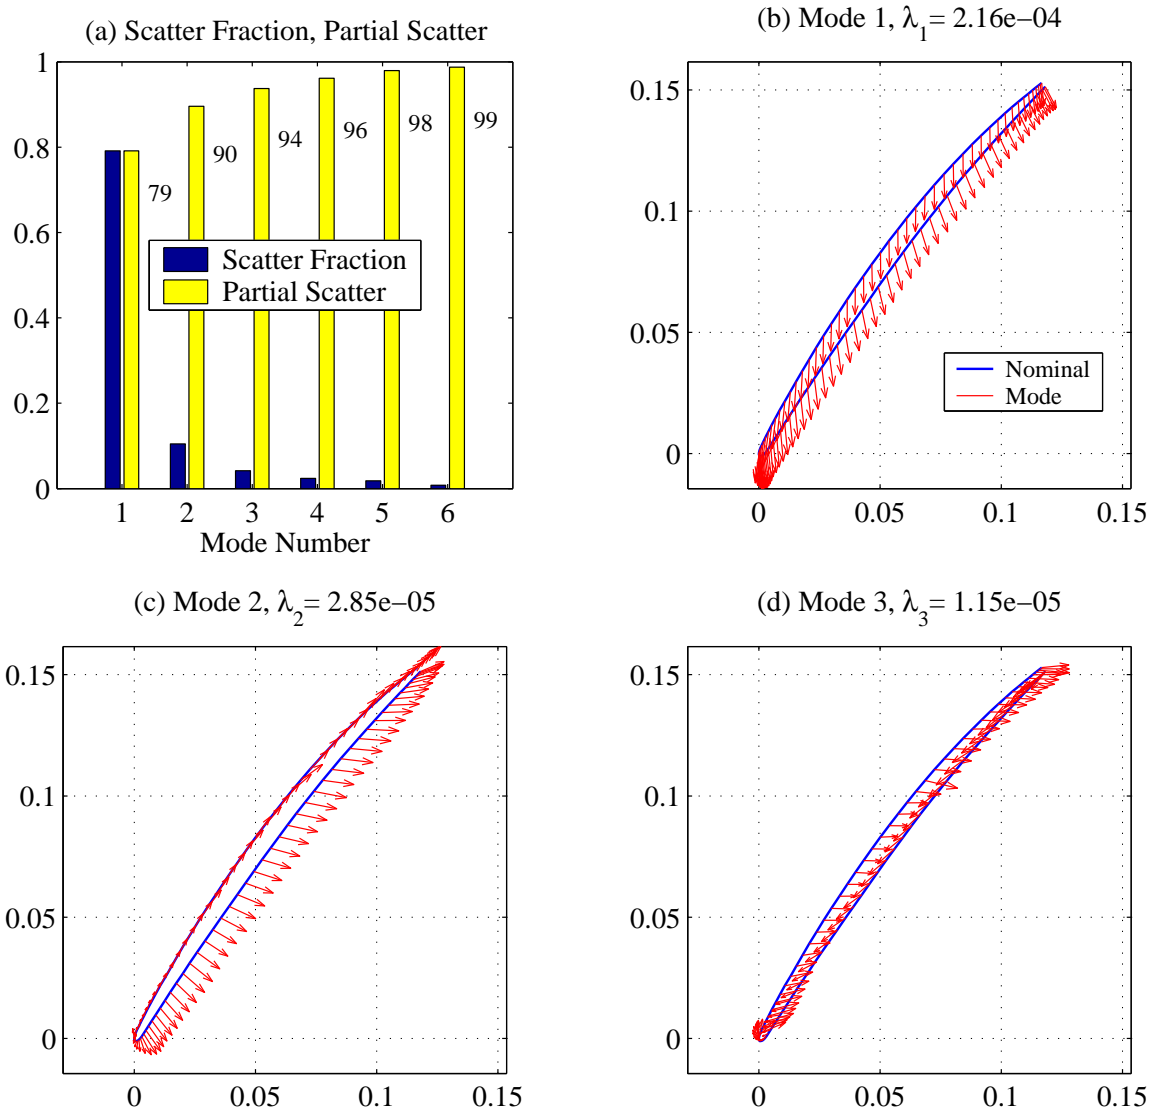 (a) Scatter Fraction, Partial Scatter
1
0.8
0.6
0.4
0.2
0
79
90
94
96
98
99
Scatter Fraction
Partial Scatter
1 2 3 4 5 6
Mode Number
(b) Mode 1, λ1= 2.16e−04
0.15
0.1
0.05
0
Nominal
Mode
0 0.05 0.1 0.15
(c) Mode 2, λ2= 2.85e−05
0.15
0.1
0.05
0
0 0.05 0.1 0.15
(d) Mode 3, λ3= 1.15e−05
0.15
0.1
0.05
0
0 0.05 0.1 0.15